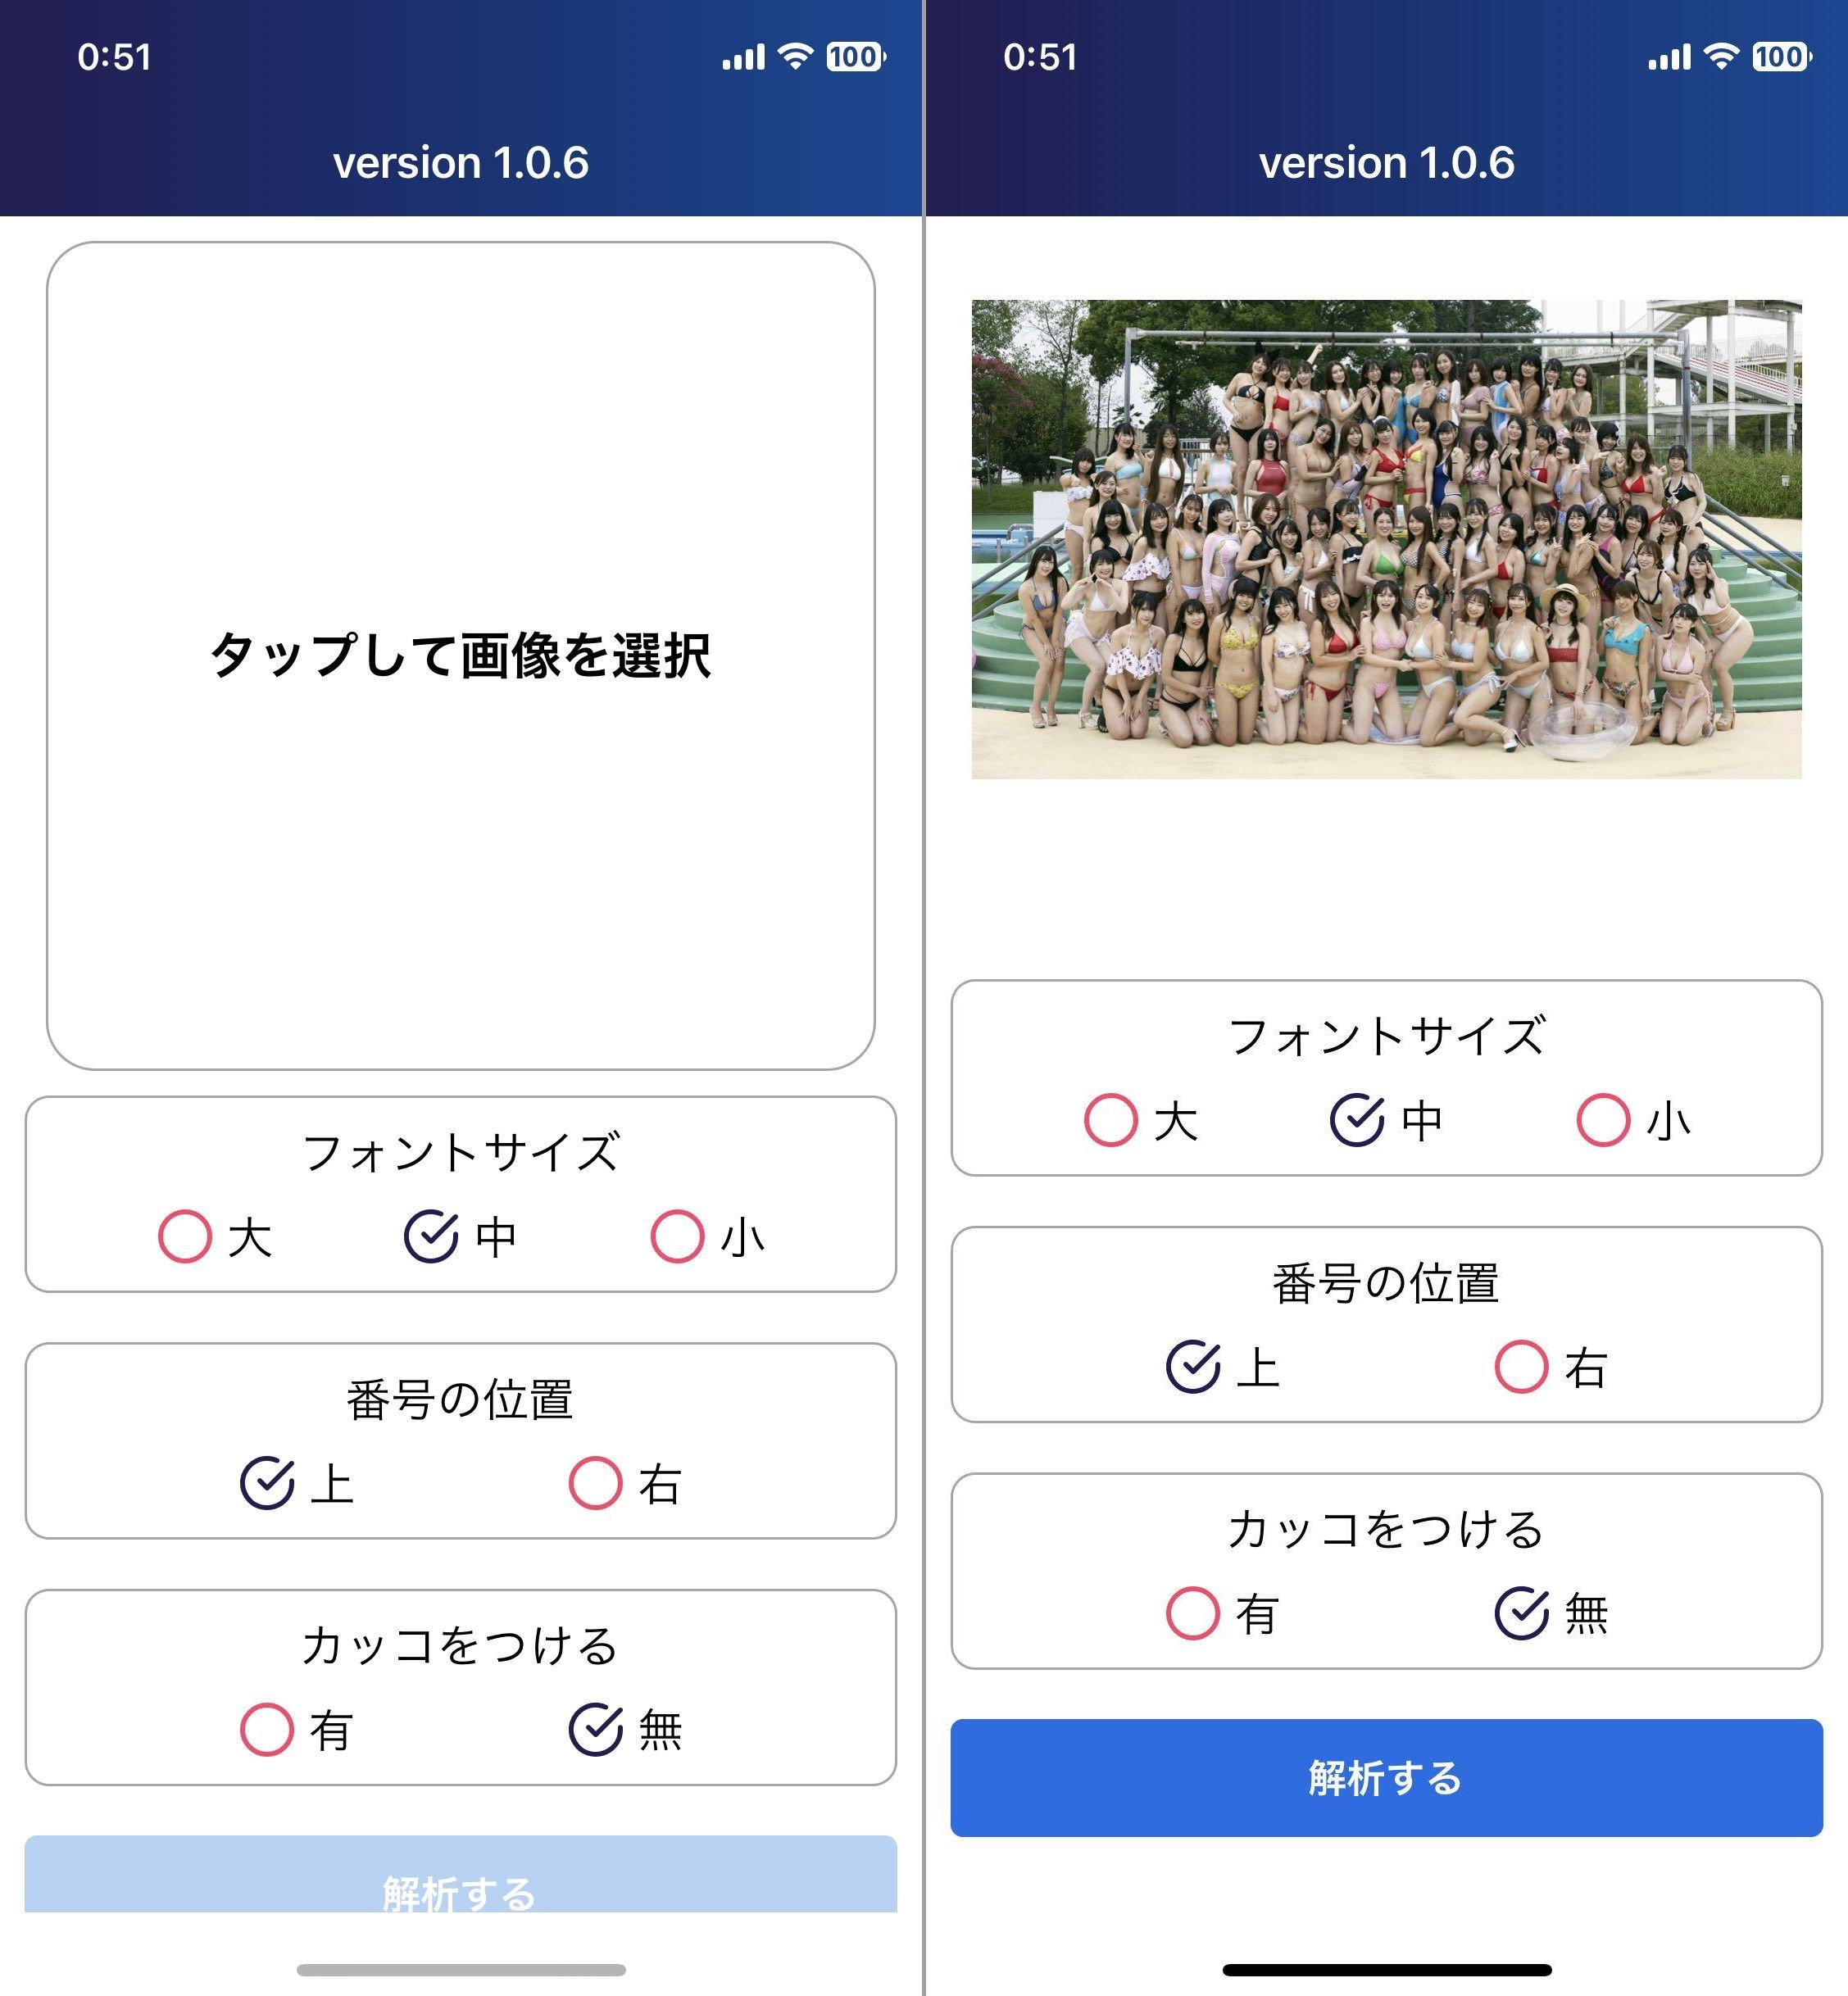 0:51
100
version 1.0.6
タップして画像を選択
フォントサイズ
大 中 小
番号の位置
上 右
カッコをつける
有 無
解析する
0:51
100
version 1.0.6
フォントサイズ
大 中 小
番号の位置
上 右
カッコをつける
有 無
解析する